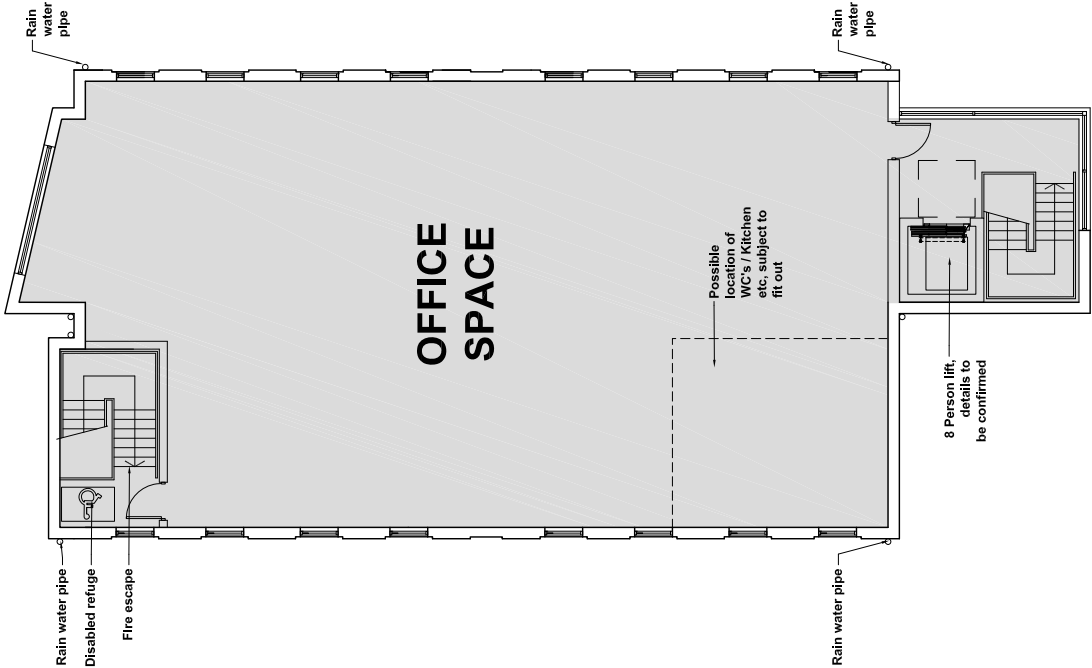 Rain
water
pipe
Rain
water
pipe
OFFICE
SPACE
Possible
location of
WC's / Kitchen
etc, subject to
fit out
8 Person lift,
details to
be confirmed
Rain water pipe
Disabled refuge
Fire escape
Rain water pipe